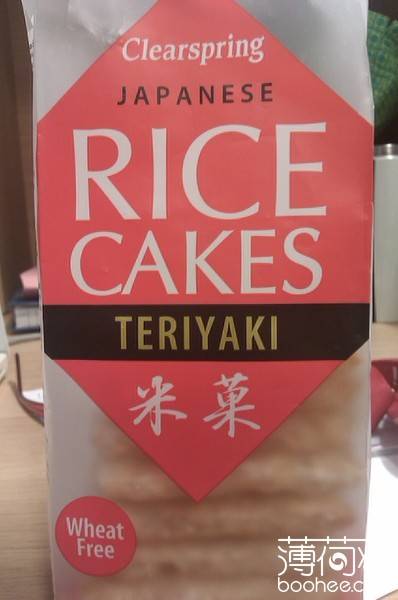 Clearspring
JAPANESE
RICE
CAKES
TERIYAKI
米菓
Wheat
Free
薄荷
boohee.c